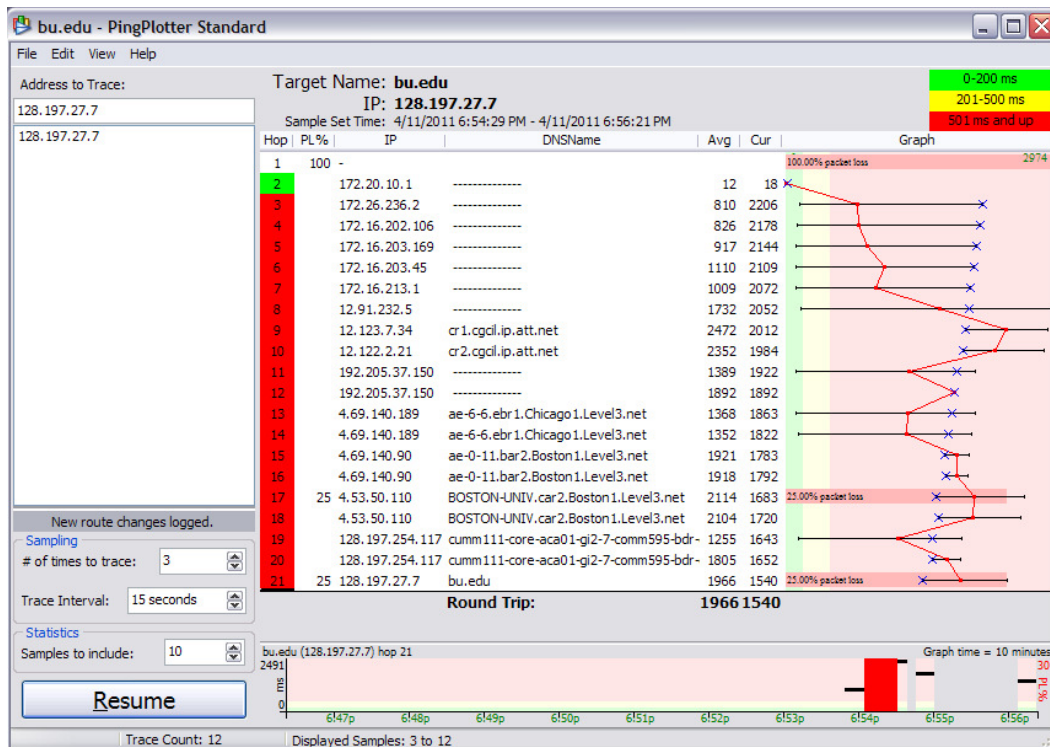 bu.edu - PingPlotter Standard
File Edit View Help
Address to Trace:
128.197.27.7
128.197.27.7
Target Name: bu.edu
IP: 128.197.27.7
Sample Set Time: 4/11/2011 6:54:29 PM - 4/11/2011 6:56:21 PM
0-200 ms
201-500 ms
501 ms and up
Hop PL% IP DNSName Avg Cur Graph
1 100 - 100.00% packet loss 2974
2 172.20.10.1 -------------- 12 18
3 172.26.236.2 -------------- 810 2206
4 172.16.202.106 -------------- 826 2178
5 172.16.203.169 -------------- 917 2144
6 172.16.203.45 -------------- 1110 2109
7 172.16.213.1 -------------- 1009 2072
8 12.91.232.5 -------------- 1732 2052
9 12.123.7.34 cr1.cgcil.ip.att.net 2472 2012
10 12.122.2.21 cr2.cgcil.ip.att.net 2352 1984
11 192.205.37.150 -------------- 1389 1922
12 192.205.37.150 -------------- 1892 1892
13 4.69.140.189 ae-6-6.ebr1.Chicago1.Level3.net 1368 1863
14 4.69.140.189 ae-6-6.ebr1.Chicago1.Level3.net 1352 1822
15 4.69.140.90 ae-0-11.bar2.Boston1.Level3.net 1921 1783
16 4.69.140.90 ae-0-11.bar2.Boston1.Level3.net 1918 1792
17 25 4.53.50.110 BOSTON-UNIV.car2.Boston1.Level3.net 2114 1683 25.00% packet loss
18 4.53.50.110 BOSTON-UNIV.car2.Boston1.Level3.net 2104 1720
19 128.197.254.117 cumm111-core-aca01-gi2-7-comm595-bdr- 1255 1643
20 128.197.254.117 cumm111-core-aca01-gi2-7-comm595-bdr- 1805 1652
21 25 128.197.27.7 bu.edu 1966 1540 25.00% packet loss
Round Trip: 1966 1540
New route changes logged.
Sampling
# of times to trace: 3
Trace Interval: 15 seconds
Statistics
Samples to include: 10
Resume
bu.edu (128.197.27.7) hop 21 Graph time = 10 minutes
2491 30
ms PL%
0
6:47p 6:48p 6:49p 6:50p 6:51p 6:52p 6:53p 6:54p 6:55p 6:56p
Trace Count: 12 Displayed Samples: 3 to 12